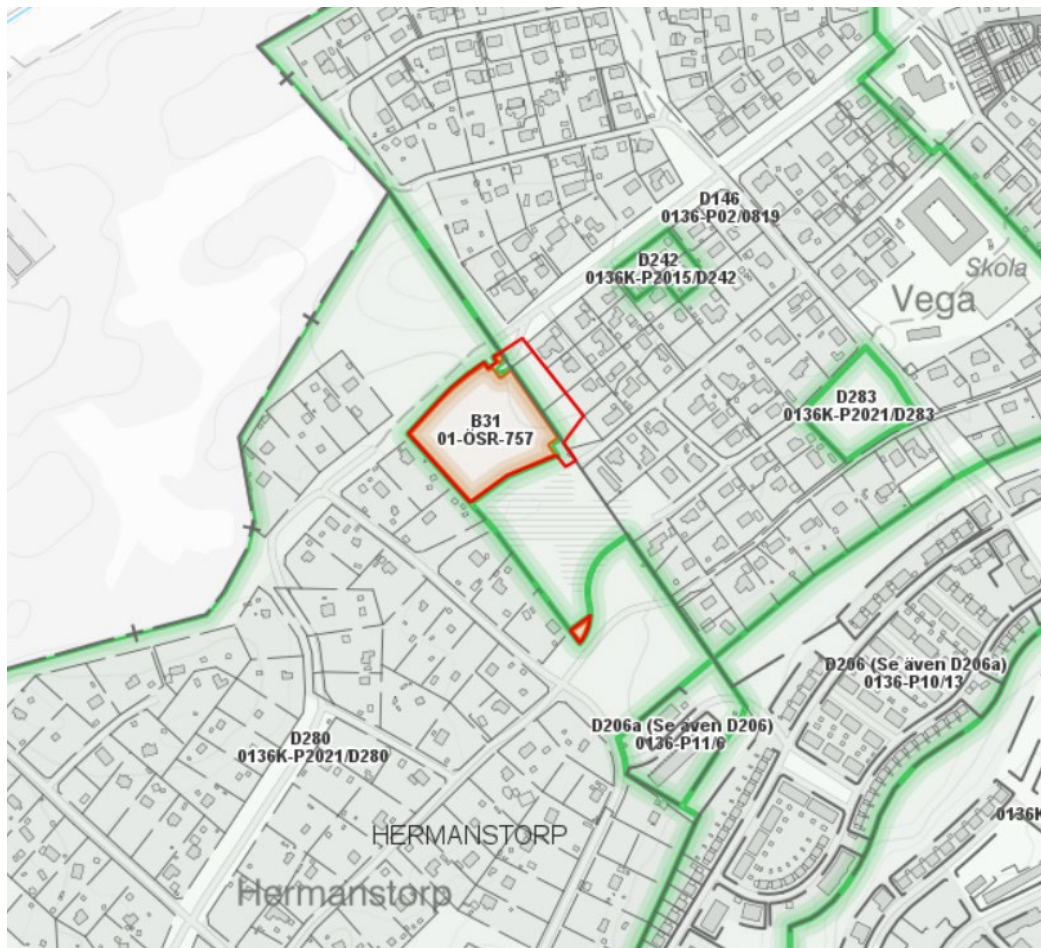 D146
0136-P02/0819
D242
0136K-P2015/D242
Skola
Vega
D283
0136K-P2021/D283
B31
01-ÖSR-757
D206 (Se även D206a)
0136-P10/13
D206a (Se även D206)
0136-P11/6
D280
0136K-P2021/D280
0136K
HERMANSTORP
Hermanstorp